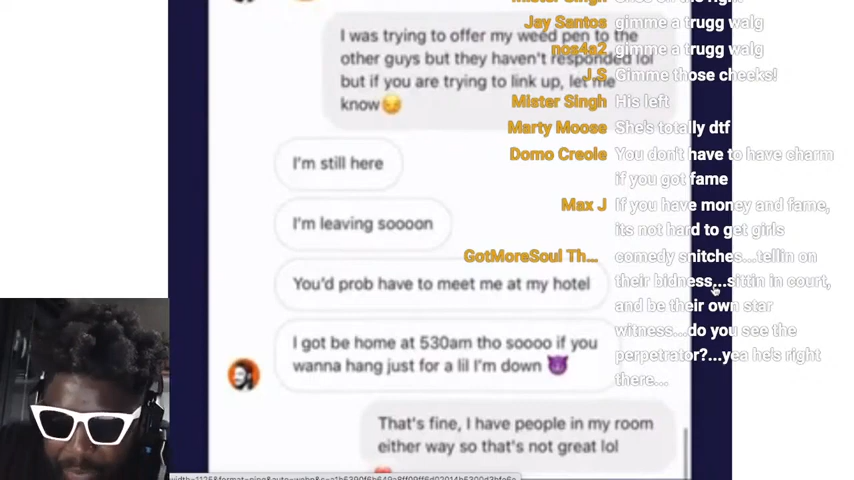 I was trying to offer my weed pen to the
other guys but they haven't responded lol
but if you are trying to link up, let me
know😏
I'm still here
I'm leaving soooon
You'd prob have to meet me at my hotel
I got be home at 530am tho soooo if you
wanna hang just for a lil I'm down 😈
That's fine, I have people in my room
either way so that's not great lol
Mister Singh
Jay Santos gimme a trugg walg
nos4a2 gimme a trugg walg
J.S Gimme those cheeks!
Mister Singh His left
Marty Moose She's totally dtf
Domo Creole You don't have to have charm
if you got fame
Max J If you have money and fame,
its not hard to get girls
GotMoreSoul Th... comedy snitches...tellin on
their bidness...sittin in court,
and be their own star
witness...do you see the
perpetrator?...yea he's right
there...